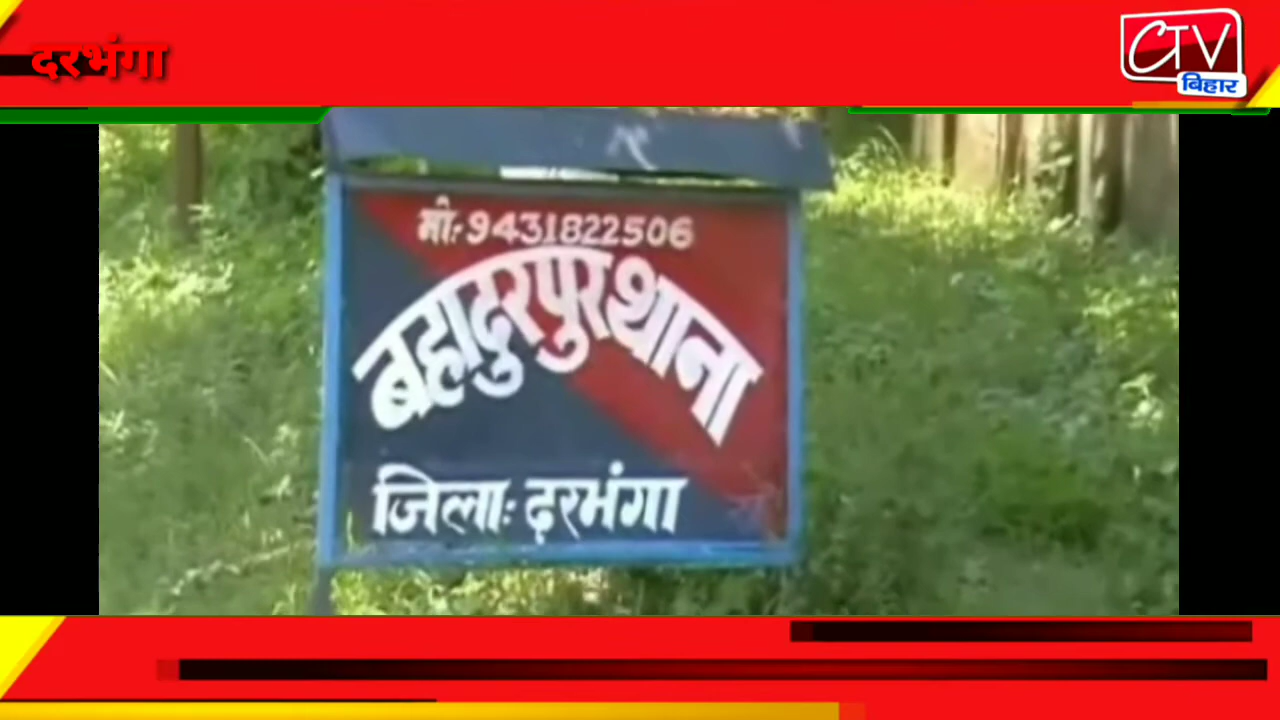 दरभंगा
CTV
बिहार
मो:-9431822506
बहादुरपुर थाना
जिला: दरभंगा